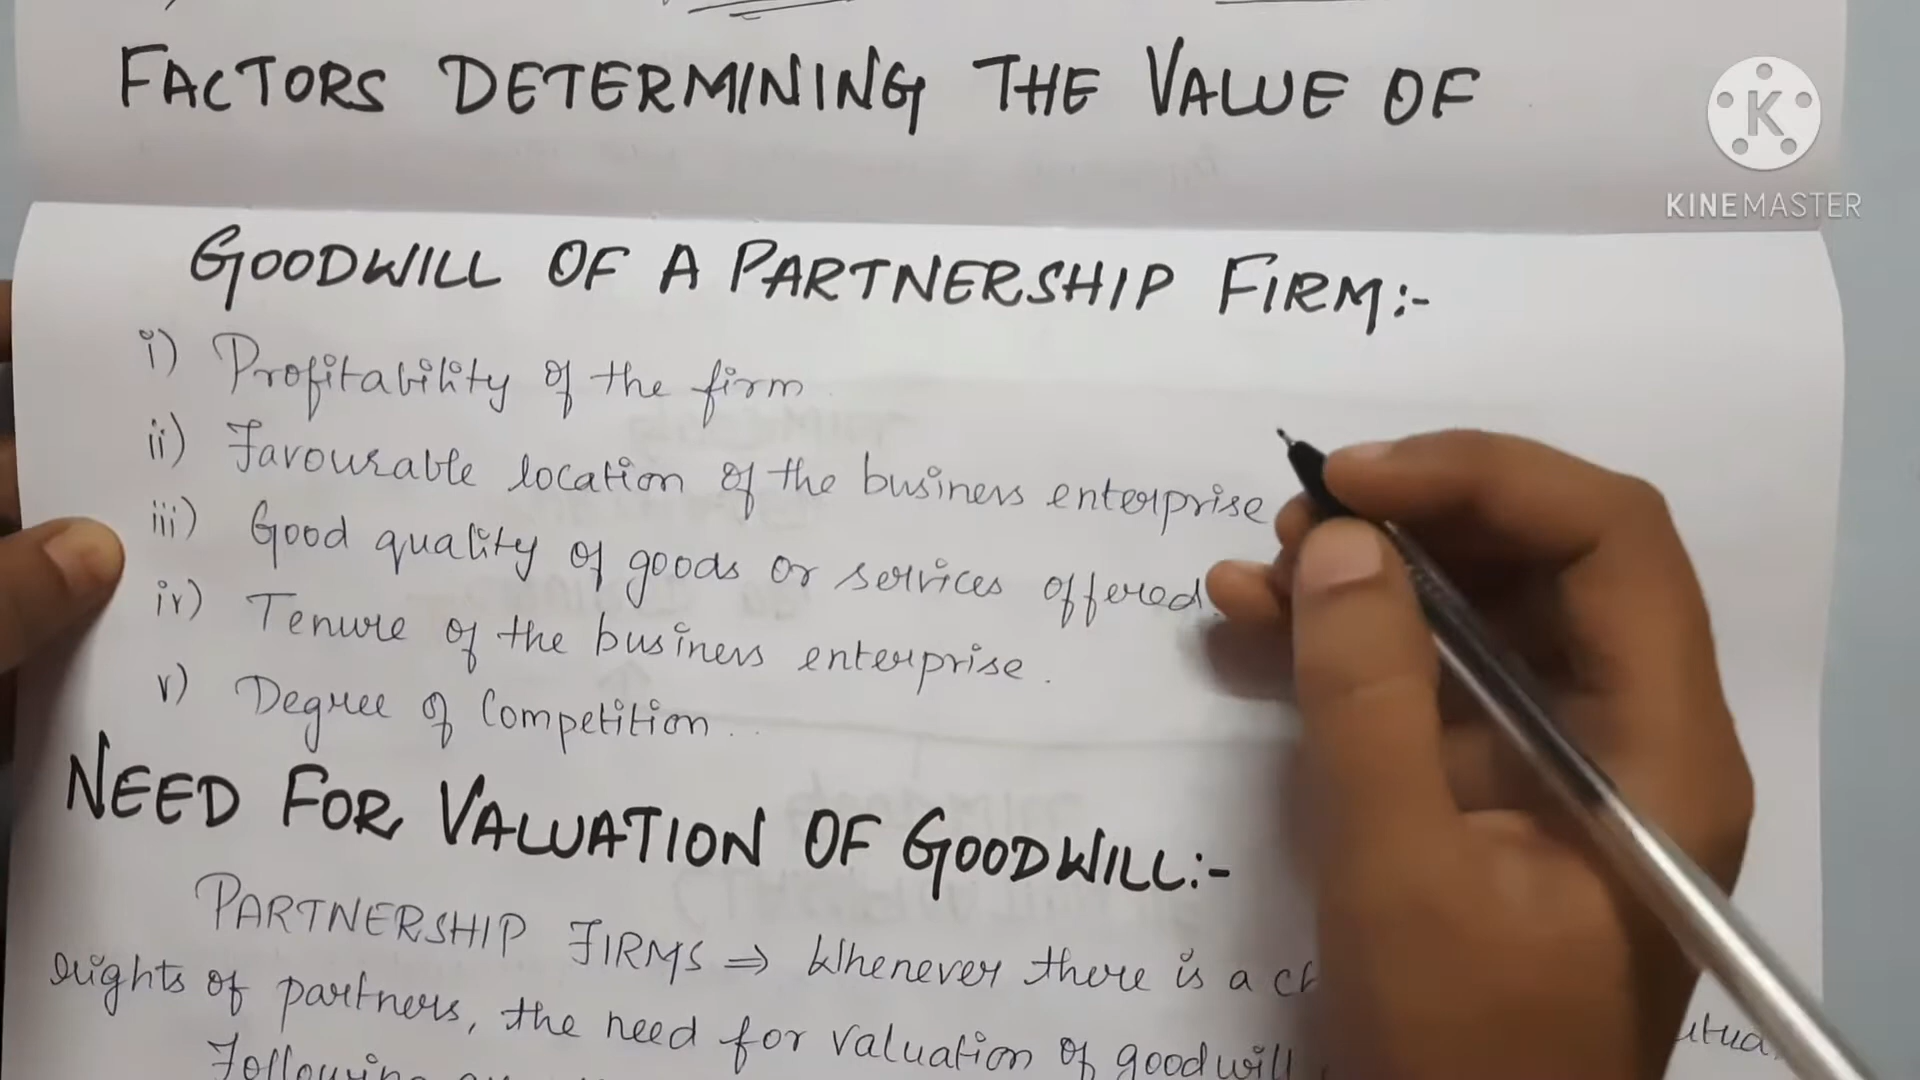 FACTORS DETERMINING THE VALUE OF
K
KINEMASTER
GOODWILL OF A PARTNERSHIP FIRM:-
i) Profitability of the firm
ii) Favourable location of the business enterprise
iii) Good quality of goods or services offered.
iv) Tenure of the business enterprise.
v) Degree of Competition.
NEED FOR VALUATION OF GOODWILL:-
PARTNERSHIP FIRMS ⇒ Whenever there is a
rights of partners, the need for valuation of goodwill
Following